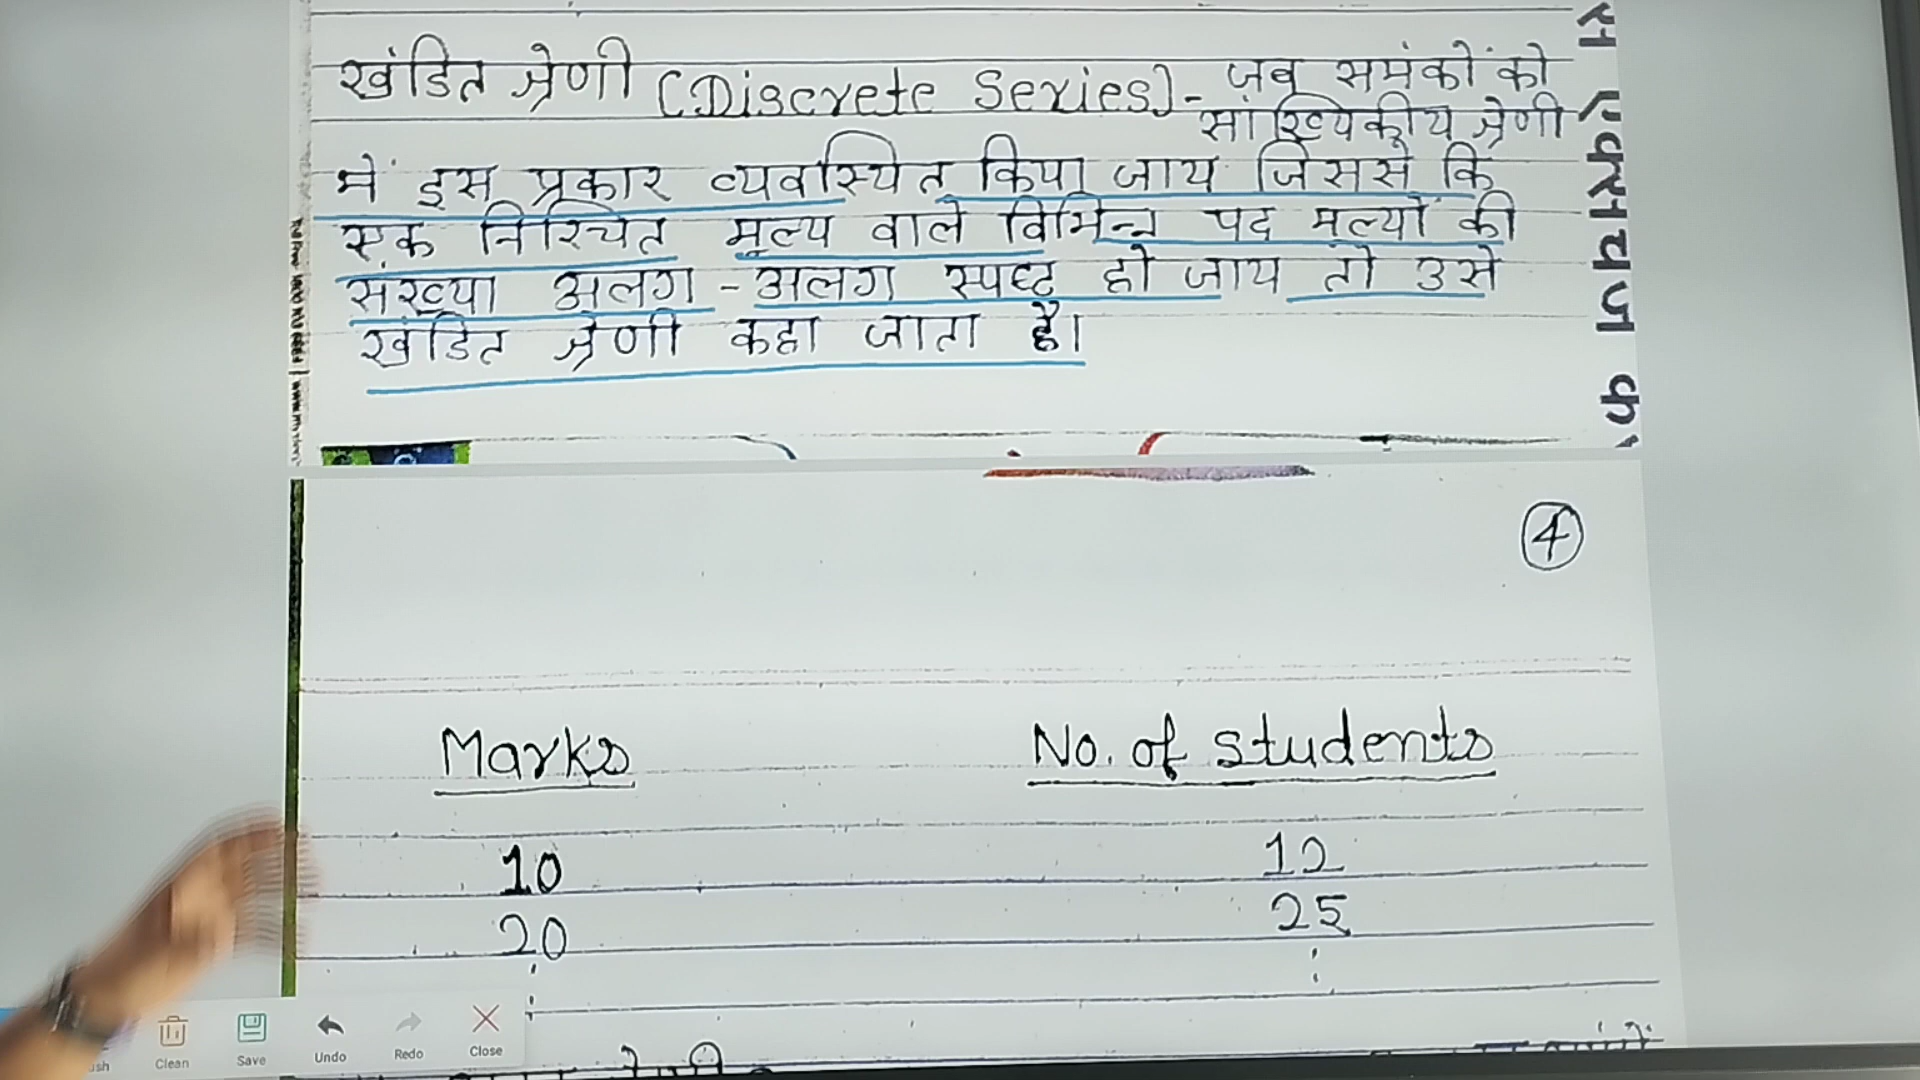 खंडित श्रेणी (Discrete Series) - जब समंकों को
सांख्यिकीय श्रेणी
में इस प्रकार व्यवस्थित किया जाय जिससे कि
एक निश्चित मूल्य वाले विभिन्न पद मूल्यों की
संख्या अलग - अलग स्पष्ट हो जाय तो उसे
खंडित श्रेणी कहा जाता है।
4
Marks No. of students
10 12
20 25
Clean Save Undo Redo Close